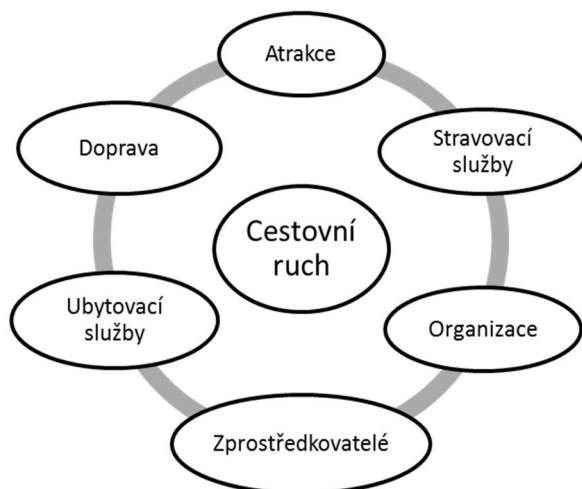 Atrakce
Doprava
Stravovací
služby
Cestovní
ruch
Ubytovací
služby
Organizace
Zprostředkovatelé